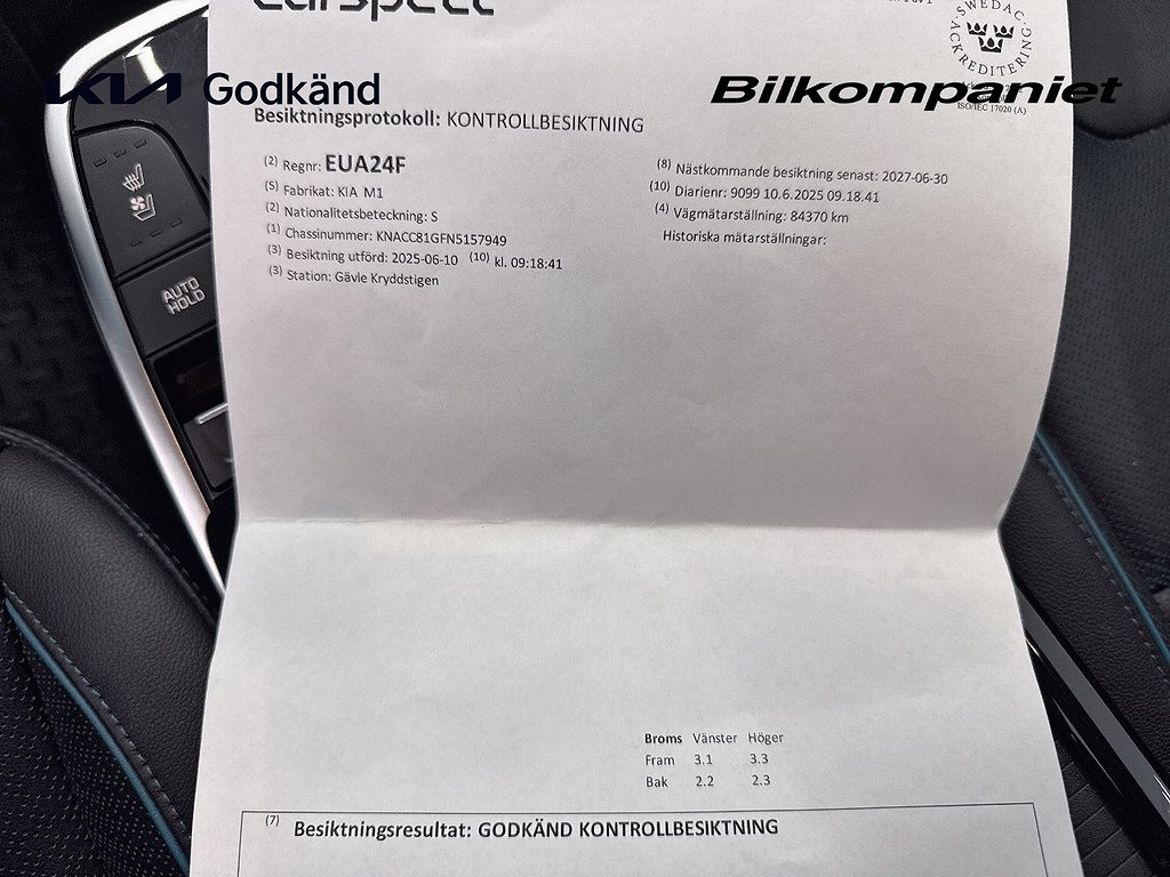 carspect
SWEDAC
ACKREDITERING
KIA Godkänd
Bilkompaniet
ISO/IEC 17020 (A)
Besiktningsprotokoll: KONTROLLBESIKTNING
(2) Regnr: EUA24F
(5) Fabrikat: KIA M1
(2) Nationalitetsbeteckning: S
(1) Chassinummer: KNACC81GFN5157949
(3) Besiktning utförd: 2025-06-10 (10) kl. 09:18:41
(3) Station: Gävle Kryddstigen
(8) Nästkommande besiktning senast: 2027-06-30
(10) Diarienr: 9099 10.6.2025 09.18.41
(4) Vägmätarställning: 84370 km
Historiska mätarställningar:
AUTO
HOLD
Broms Vänster Höger
Fram 3.1 3.3
Bak 2.2 2.3
(7) Besiktningsresultat: GODKÄND KONTROLLBESIKTNING